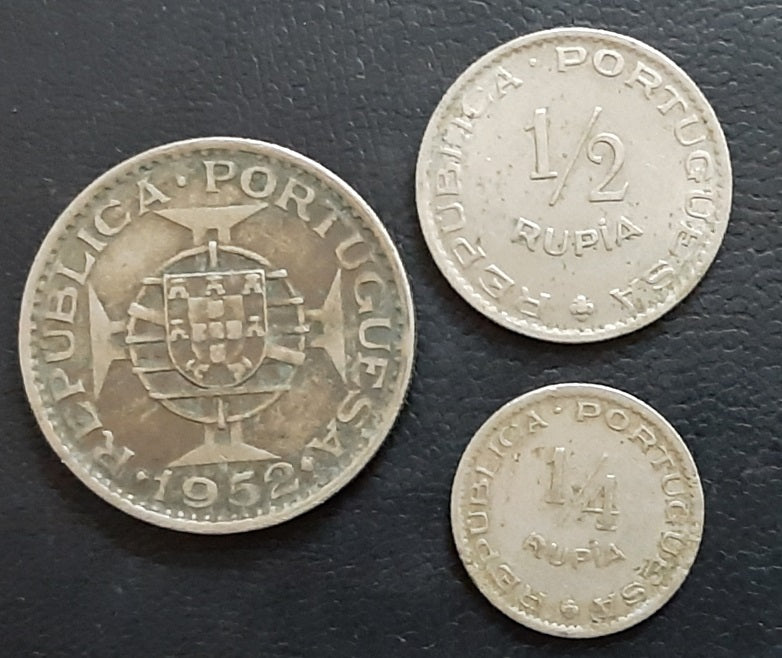 REPUBLICA · PORTUGUESA
· 1952 ·
REPUBLICA · PORTUGUESA
1/2
RUPIA
REPUBLICA · PORTUGUESA
1/4
RUPIA